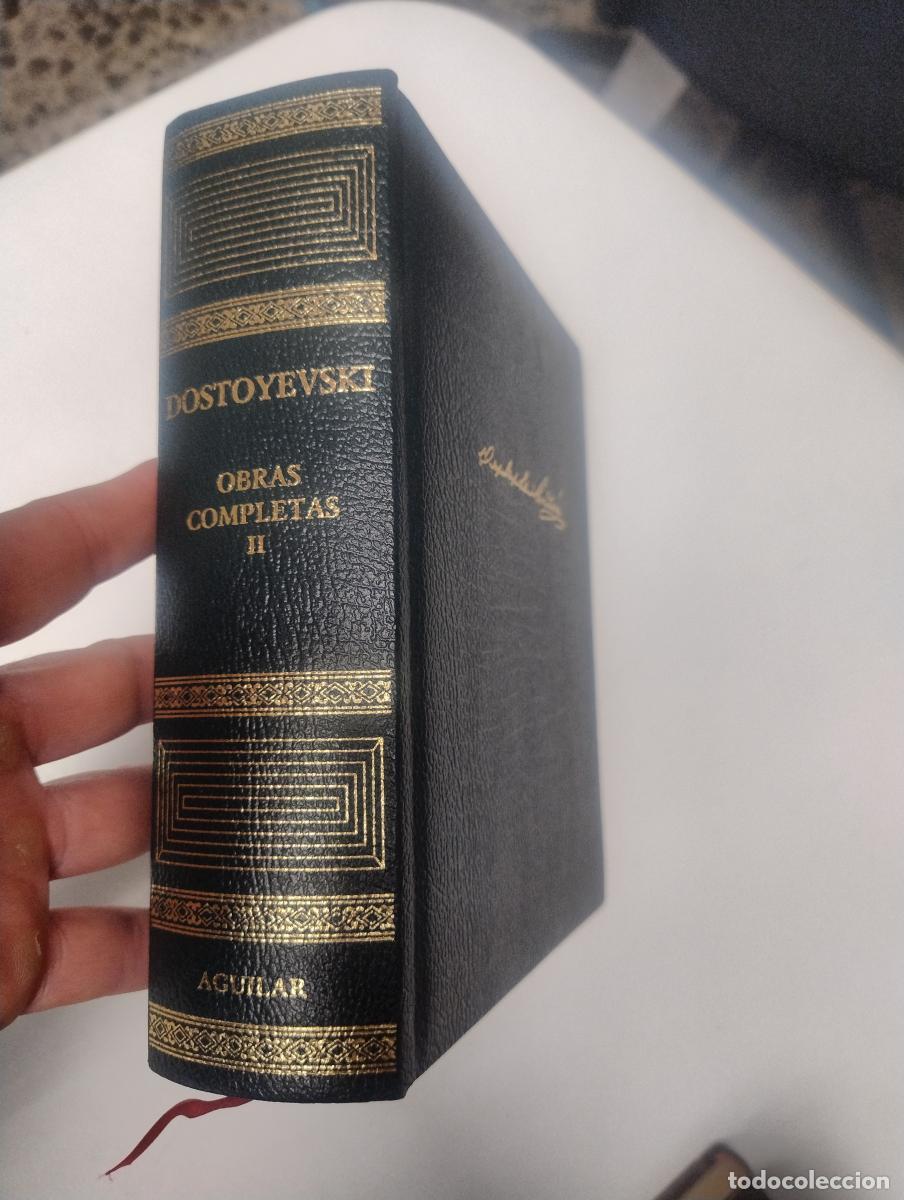 DOSTOYEVSKI
OBRAS
COMPLETAS
II
AGUILAR
todocoleccion